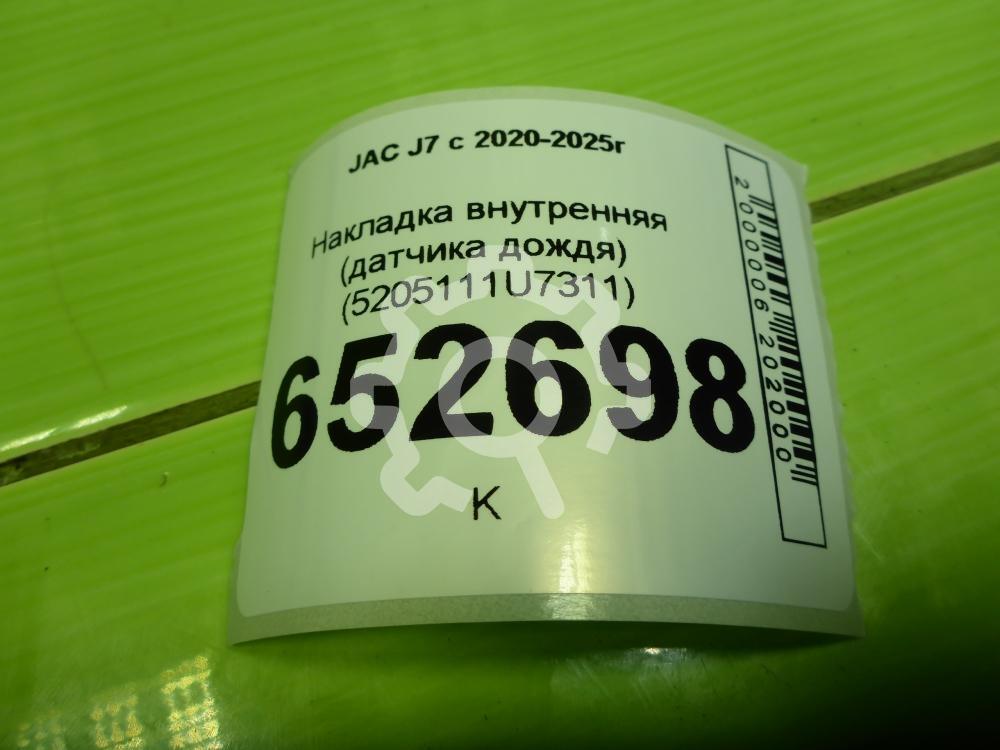 JAC J7 с 2020-2025г
Накладка внутренняя
(датчика дождя)
(5205111U7311)
652698
К
2000006202000